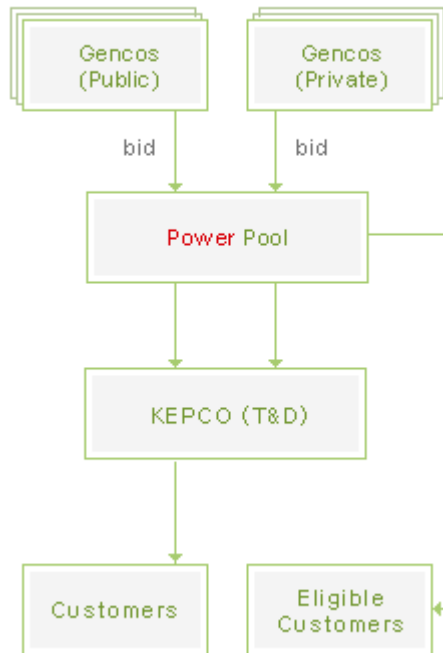 Gencos
(Public)
Gencos
(Private)
bid
bid
Power Pool
KEPCO (T&D)
Customers
Eligible
Customers